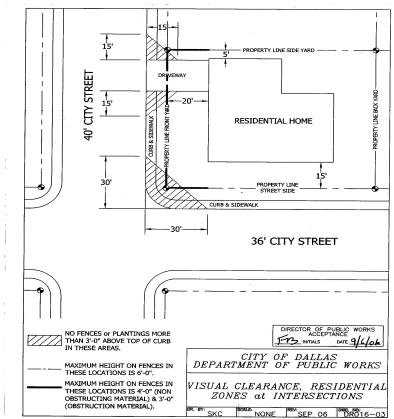 15'
15'
5'
PROPERTY LINE SIDE YARD
DRIVEWAY
40' CITY STREET
15'
20'
CURB & SIDEWALK
PROPERTY LINE FRONT YARD
RESIDENTIAL HOME
PROPERTY LINE BACK YARD
30'
15'
PROPERTY LINE
STREET SIDE
CURB & SIDEWALK
30'
36' CITY STREET
NO FENCES or PLANTINGS MORE
THAN 3'-0" ABOVE TOP OF CURB
IN THESE AREAS.
MAXIMUM HEIGHT ON FENCES IN
THESE LOCATIONS IS 6'-0".
MAXIMUM HEIGHT ON FENCES IN
THESE LOCATIONS IS 4'-0" (NON
OBSTRUCTING MATERIAL) & 3'-0"
(OBSTRUCTION MATERIAL).
DIRECTOR OF PUBLIC WORKS
ACCEPTANCE
INITIALS DATE 9/6/06
CITY OF DALLAS
DEPARTMENT OF PUBLIC WORKS
VISUAL CLEARANCE, RESIDENTIAL
ZONES at INTERSECTIONS
SKC
NONE
SEP 06
DR016-03